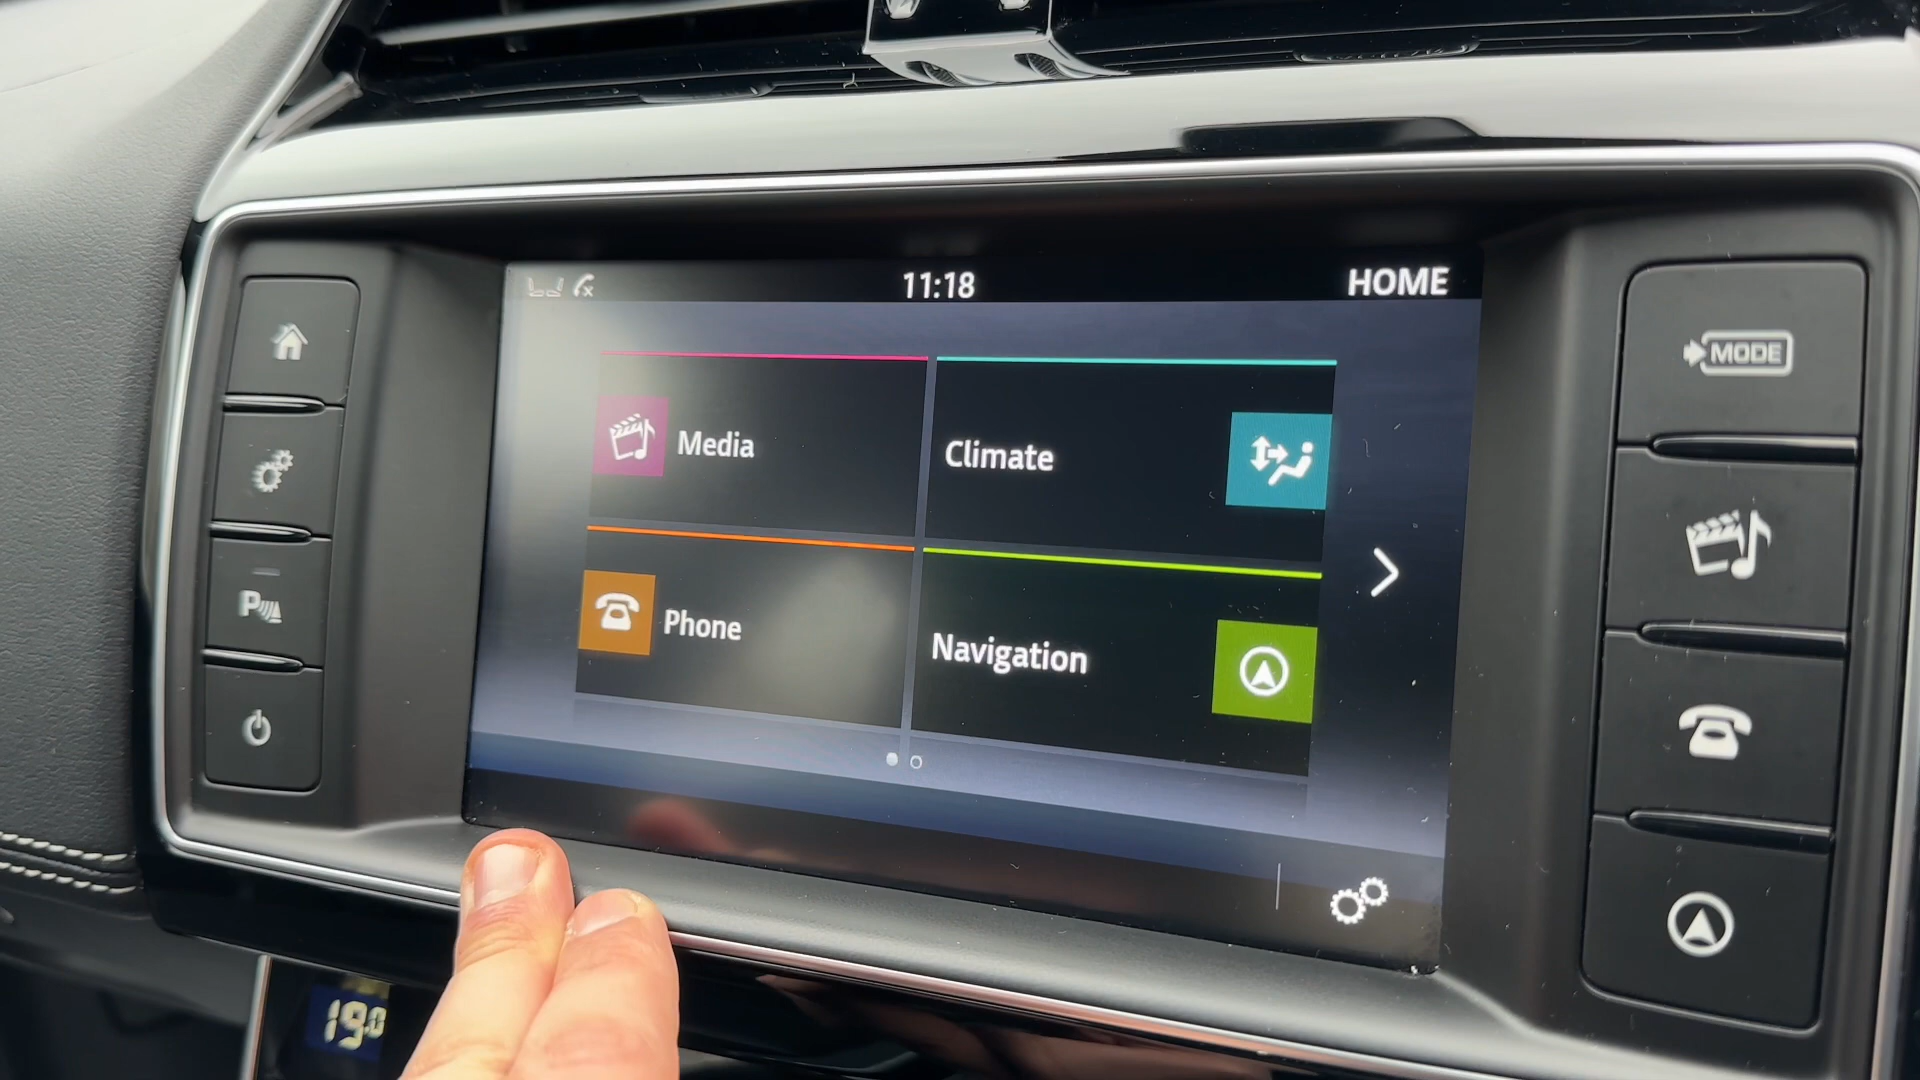 11:18
HOME
Media
Climate
Phone
Navigation
MODE
P
19.0